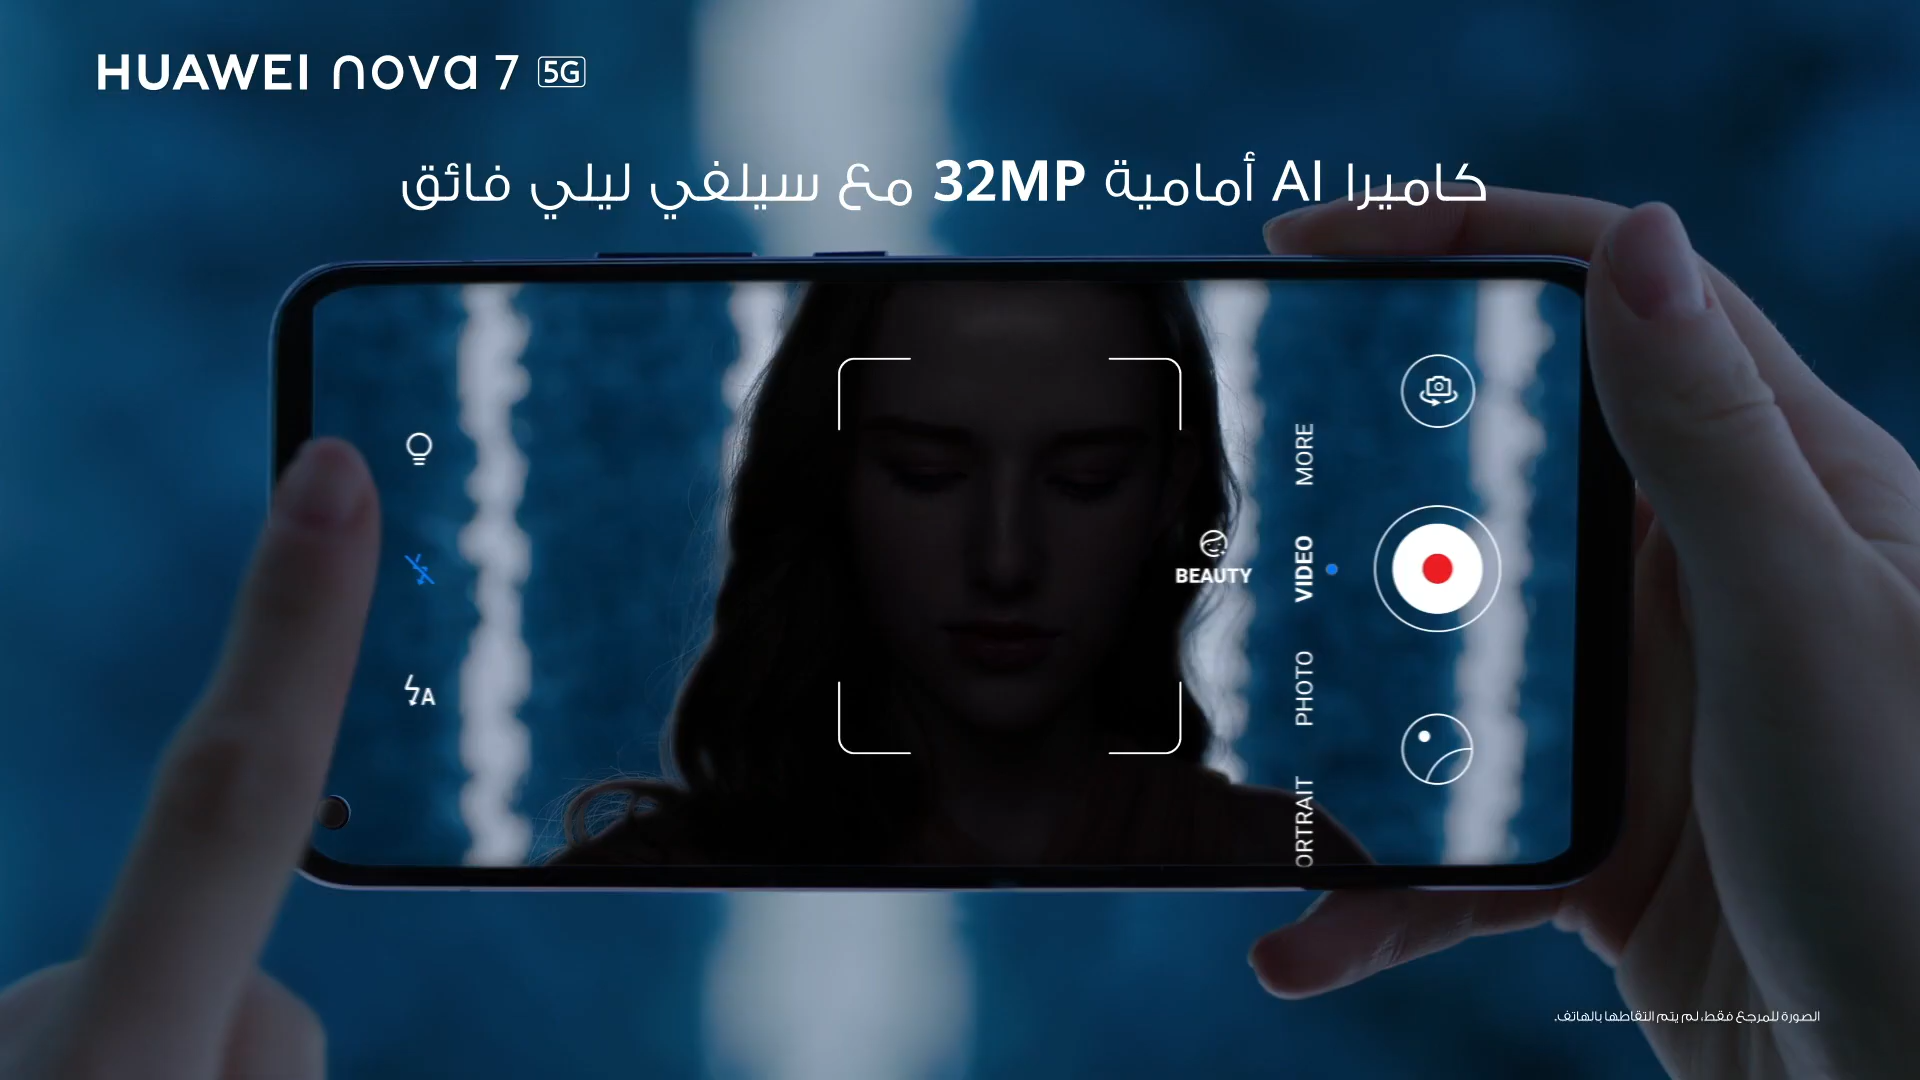 HUAWEI nova 7 5G
كاميرا AI أمامية 32MP مع سيلفي ليلي فائق
A
BEAUTY
MORE
VIDEO
PHOTO
ORTRAIT
الصورة للمرجع فقط، لم يتم التقاطها بالهاتف.